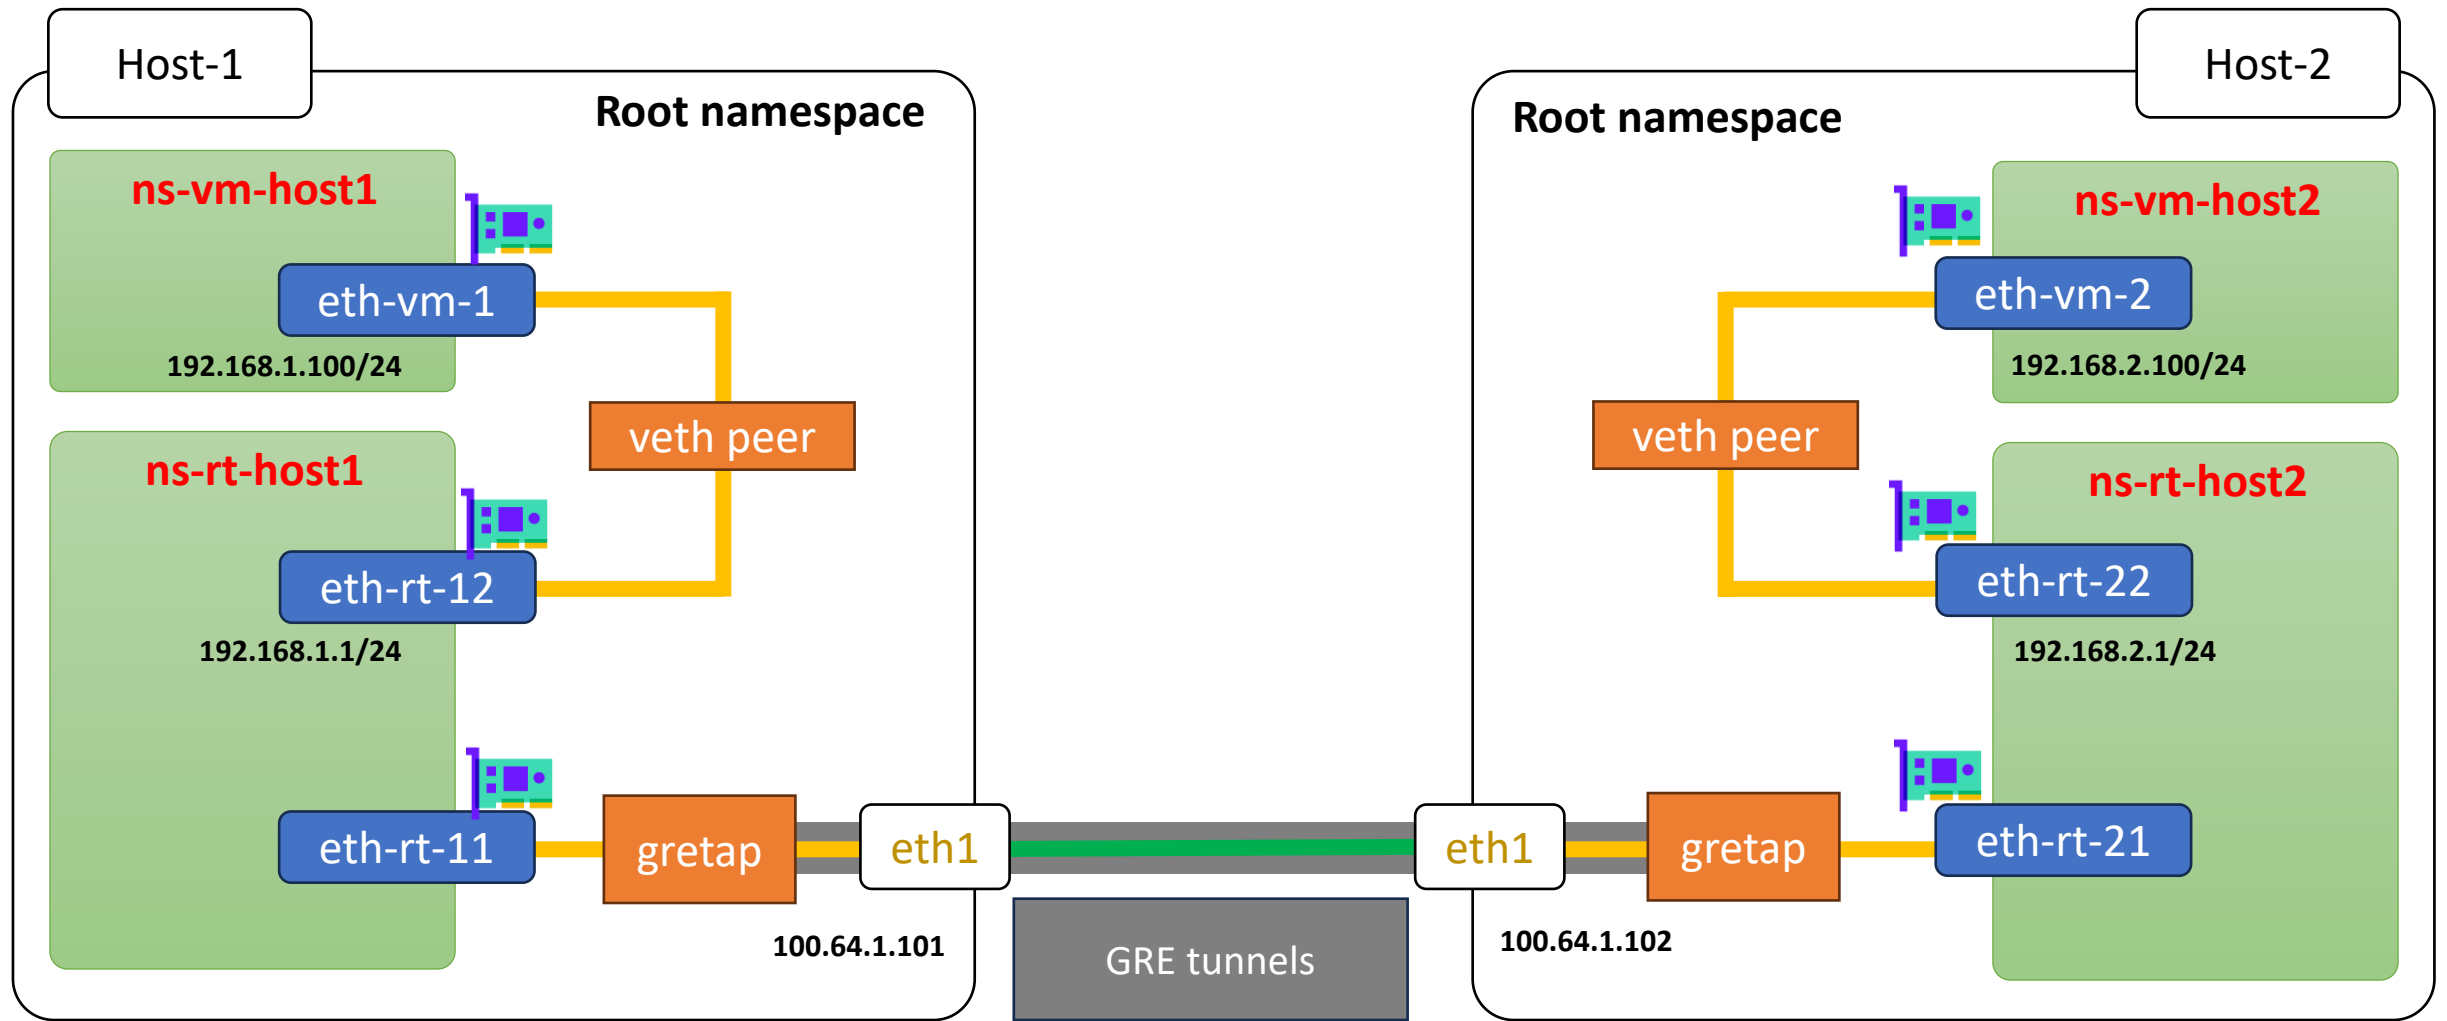 Host-1
Root namespace
ns-vm-host1
eth-vm-1
192.168.1.100/24
veth peer
ns-rt-host1
eth-rt-12
192.168.1.1/24
eth-rt-11
gretap
eth1
100.64.1.101
GRE tunnels
Host-2
Root namespace
ns-vm-host2
eth-vm-2
192.168.2.100/24
veth peer
ns-rt-host2
eth-rt-22
192.168.2.1/24
eth1
gretap
eth-rt-21
100.64.1.102